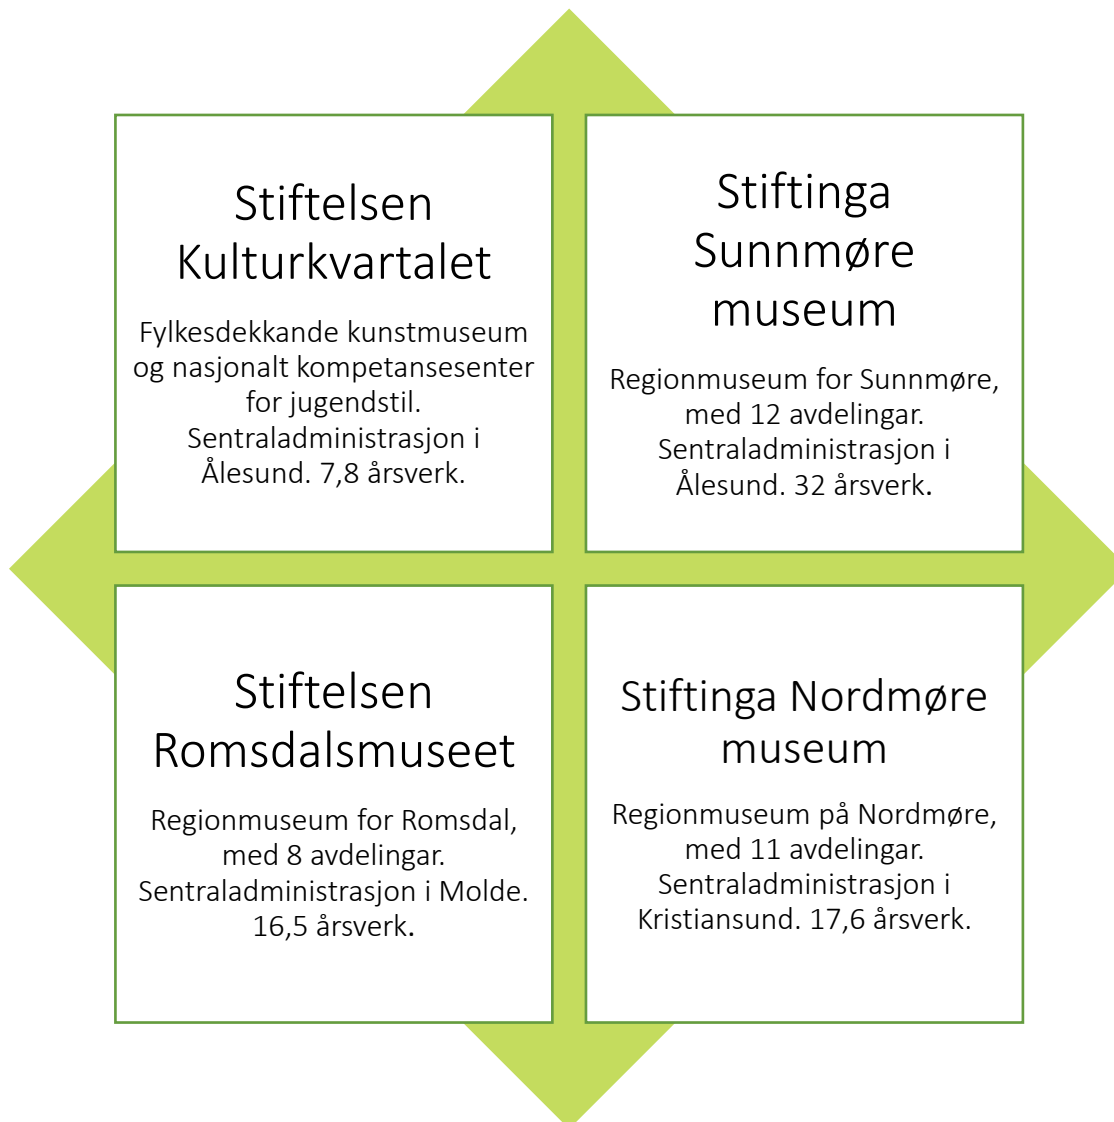 Stiftelsen
Kulturkvartalet
Fylkesdekkande kunstmuseum
og nasjonalt kompetansesenter
for jugendstil.
Sentraladministrasjon i
Ålesund. 7,8 årsverk.
Stiftinga
Sunnmøre
museum
Regionmuseum for Sunnmøre,
med 12 avdelingar.
Sentraladministrasjon i
Ålesund. 32 årsverk.
Stiftelsen
Romsdalsmuseet
Regionmuseum for Romsdal,
med 8 avdelingar.
Sentraladministrasjon i Molde.
16,5 årsverk.
Stiftinga Nordmøre
museum
Regionmuseum på Nordmøre,
med 11 avdelingar.
Sentraladministrasjon i
Kristiansund. 17,6 årsverk.